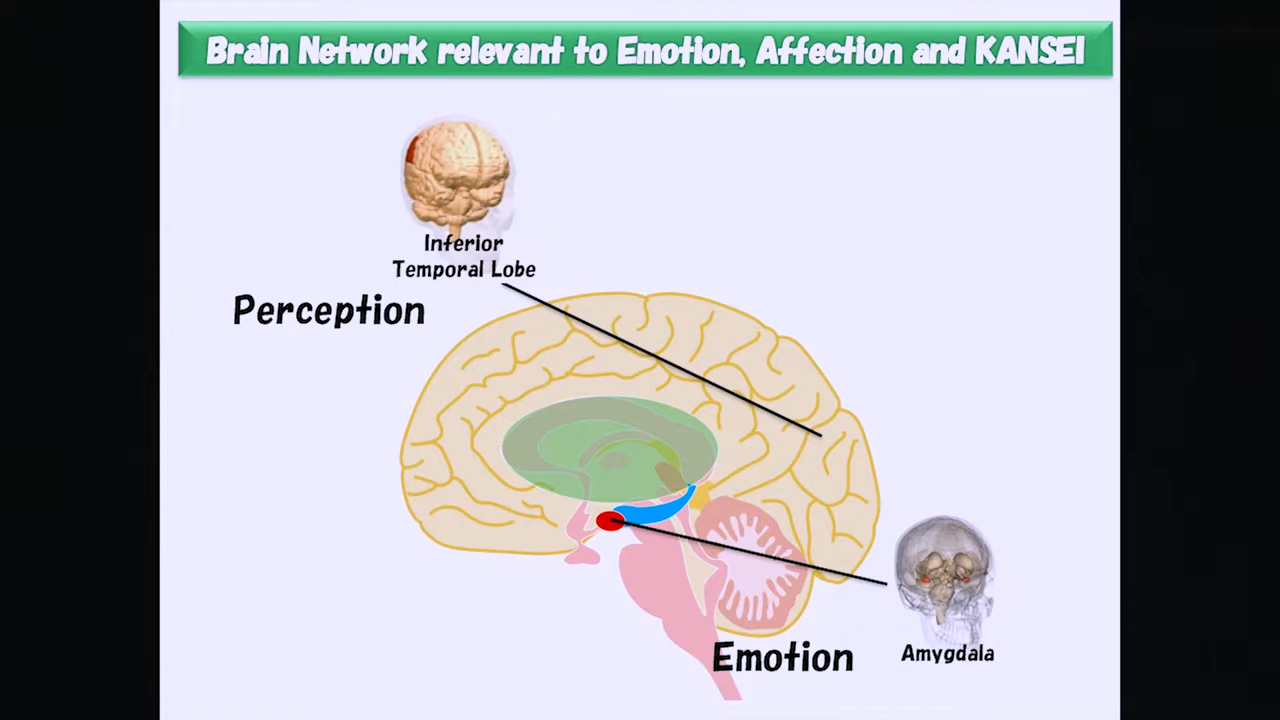 Brain Network relevant to Emotion, Affection and KANSEI
Inferior
Temporal Lobe
Perception
Emotion
Amygdala